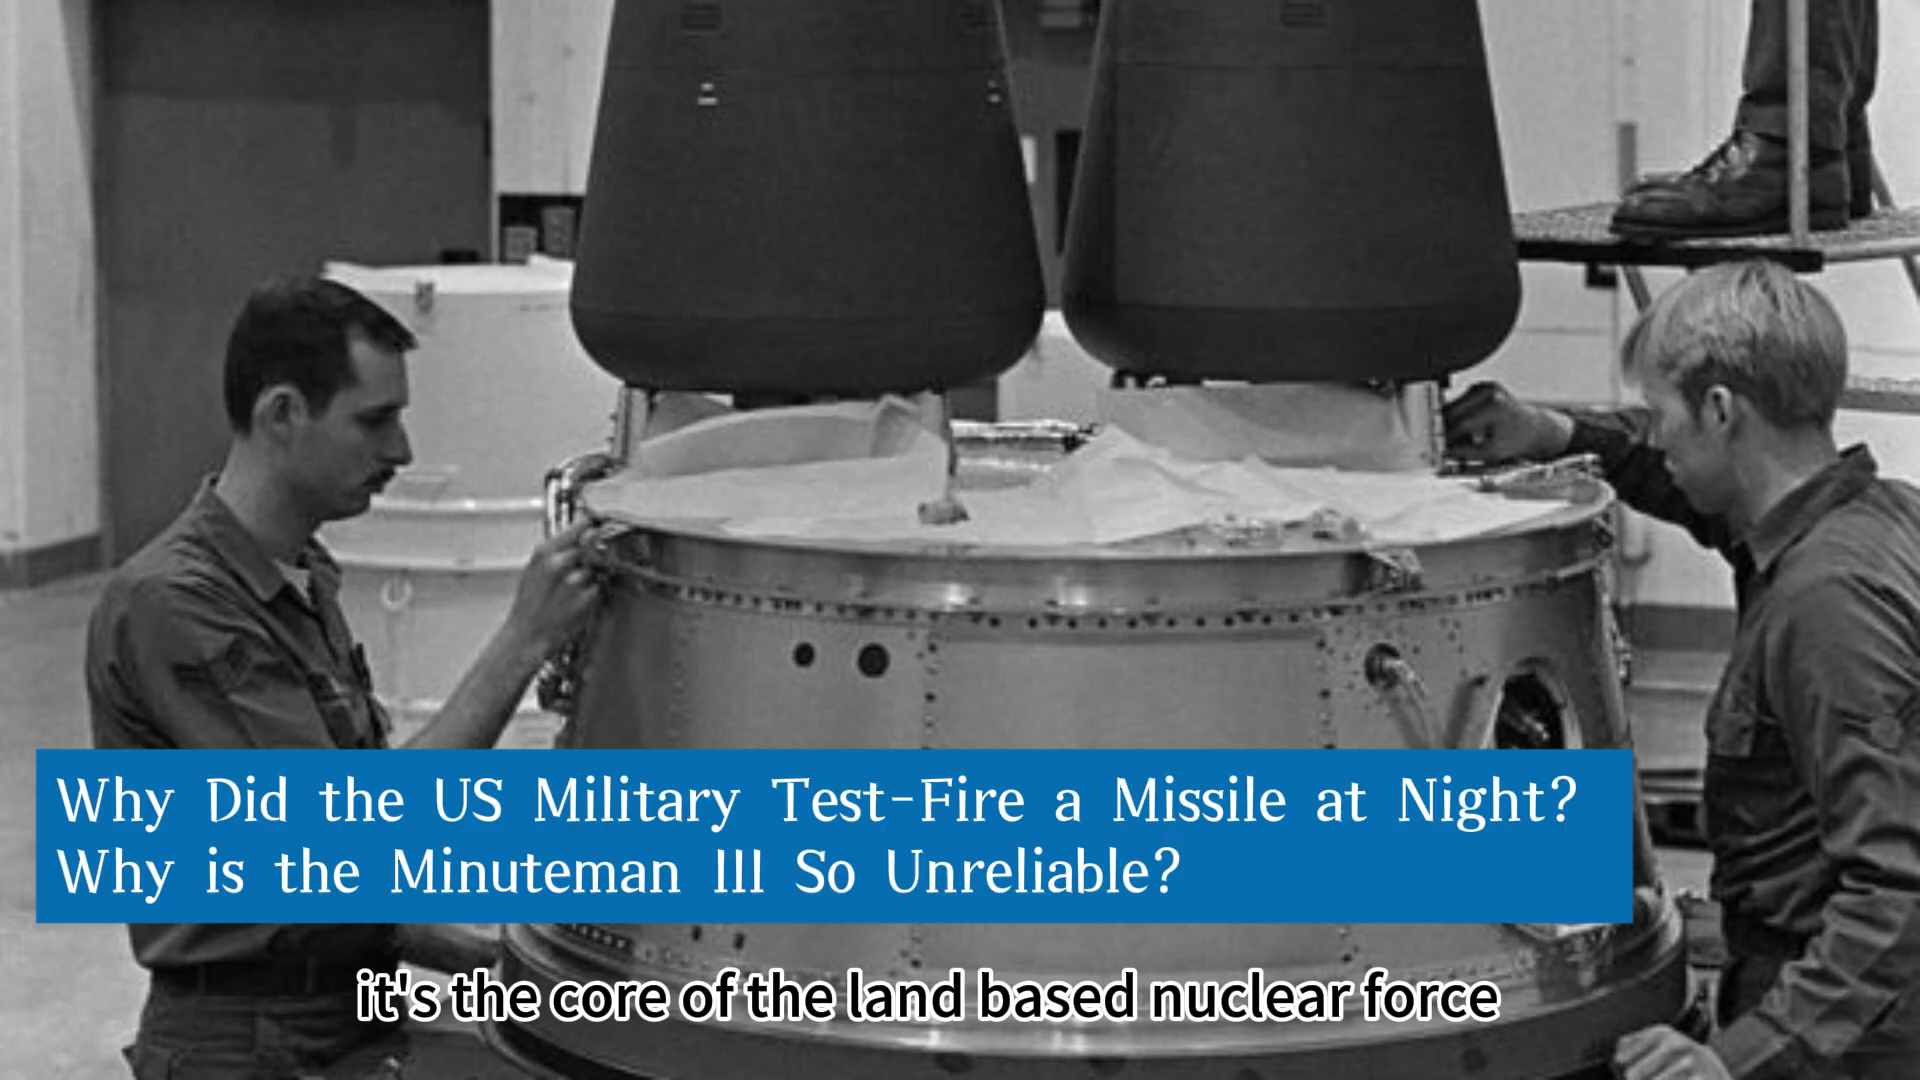 Why Did the US Military Test-Fire a Missile at Night?
Why is the Minuteman III So Unreliable?
it's the core of the land based nuclear force